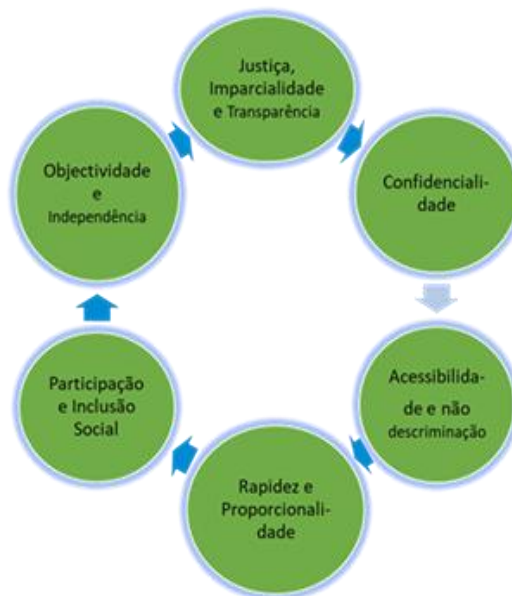 Justiça,
Imparcialidade
e Transparência
Confidenciali-
dade
Acessibilida-
de e não
descriminação
Rapidez e
Proporcionali-
dade
Participação
e Inclusão
Social
Objectividade
e
Independência